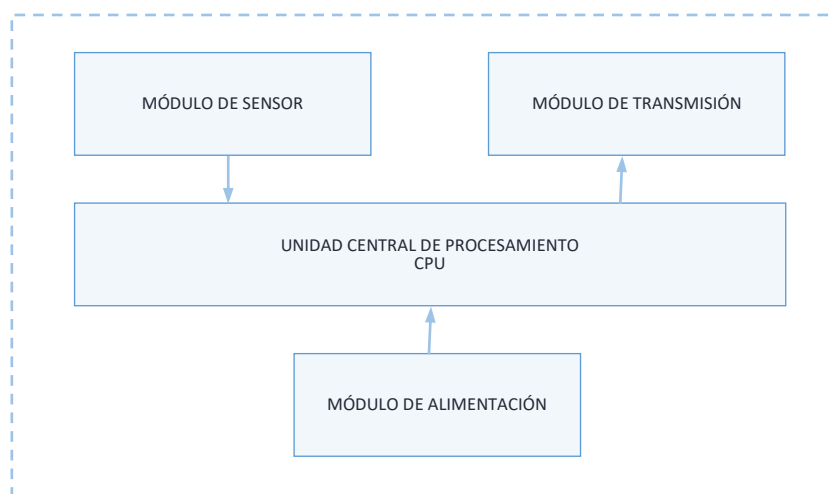 MÓDULO DE SENSOR
MÓDULO DE TRANSMISIÓN
UNIDAD CENTRAL DE PROCESAMIENTO
CPU
MÓDULO DE ALIMENTACIÓN